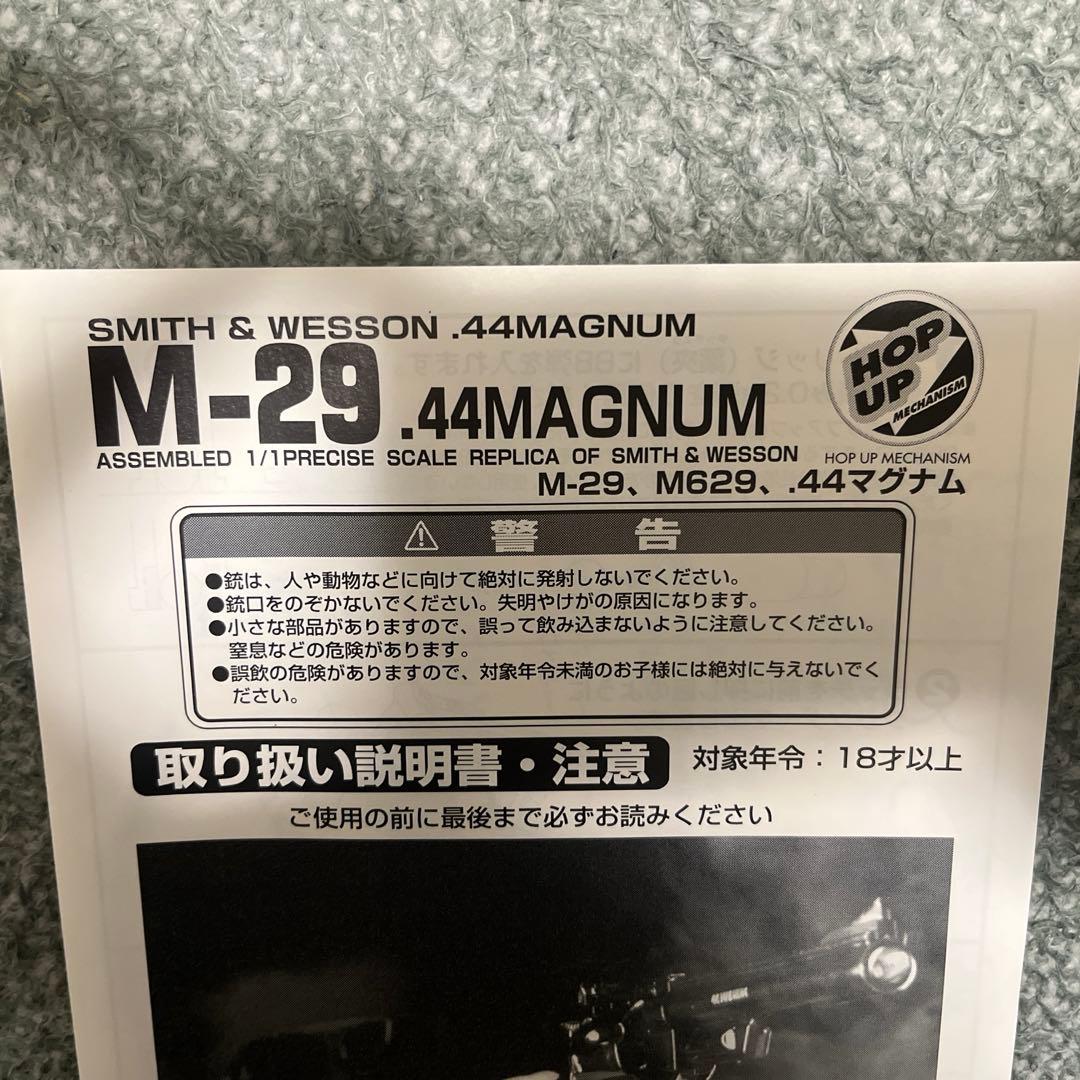 SMITH & WESSON .44MAGNUM
M-29 .44MAGNUM
HOP
UP
MECHANISM
ASSEMBLED 1/1PRECISE SCALE REPLICA OF SMITH & WESSON
HOP UP MECHANISM
M-29、M629、.44マグナム
警告
●銃は、人や動物などに向けて絶対に発射しないでください。
●銃口をのぞかないでください。失明やけがの原因になります。
●小さな部品がありますので、誤って飲み込まないように注意してください。
窒息などの危険があります。
●誤飲の危険がありますので、対象年令未満のお子様には絶対に与えないでく
ださい。
取り扱い説明書・注意
対象年令：18才以上
ご使用の前に最後まで必ずお読みください